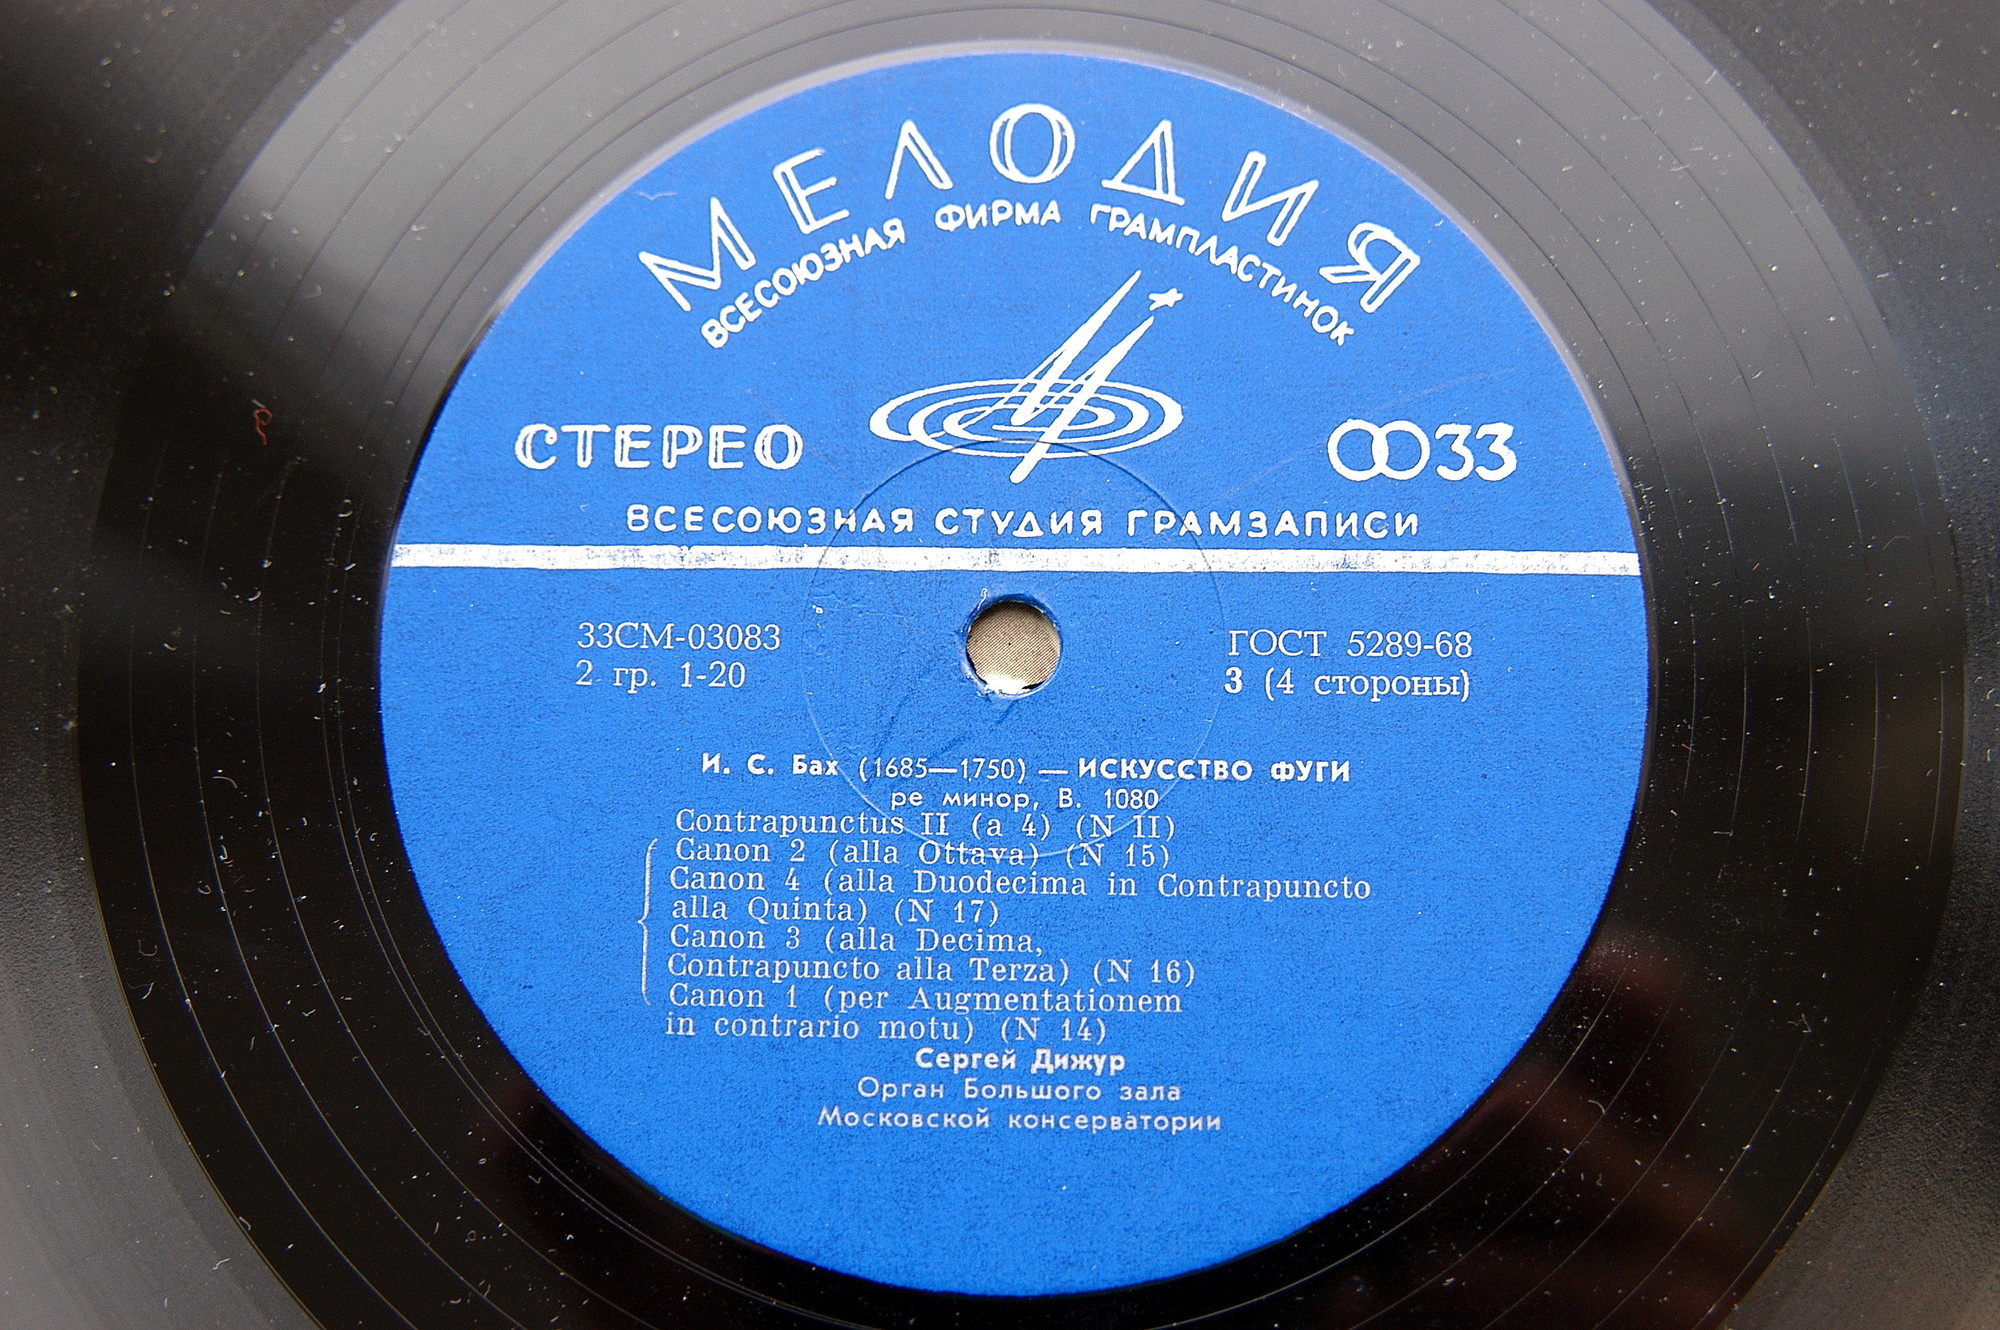 МЕЛОДИЯ
ВСЕСОЮЗНАЯ ФИРМА ГРАМПЛАСТИНОК
СТЕРЕО
33
ВСЕСОЮЗНАЯ СТУДИЯ ГРАМЗАПИСИ
33СМ-03083
ГОСТ 5289-68
2 гр. 1-20
3 (4 стороны)
И. С. Бах (1685—1750) — ИСКУССТВО ФУГИ
ре минор, В. 1080
Contrapunctus II (a 4) (N II)
Canon 2 (alla Ottava) (N 15)
Canon 4 (alla Duodecima in Contrapuncto
alla Quinta) (N 17)
Canon 3 (alla Decima,
Contrapuncto alla Terza) (N 16)
Canon 1 (per Augmentationem
in contrario motu) (N 14)
Сергей Дижур
Орган Большого зала
Московской консерватории